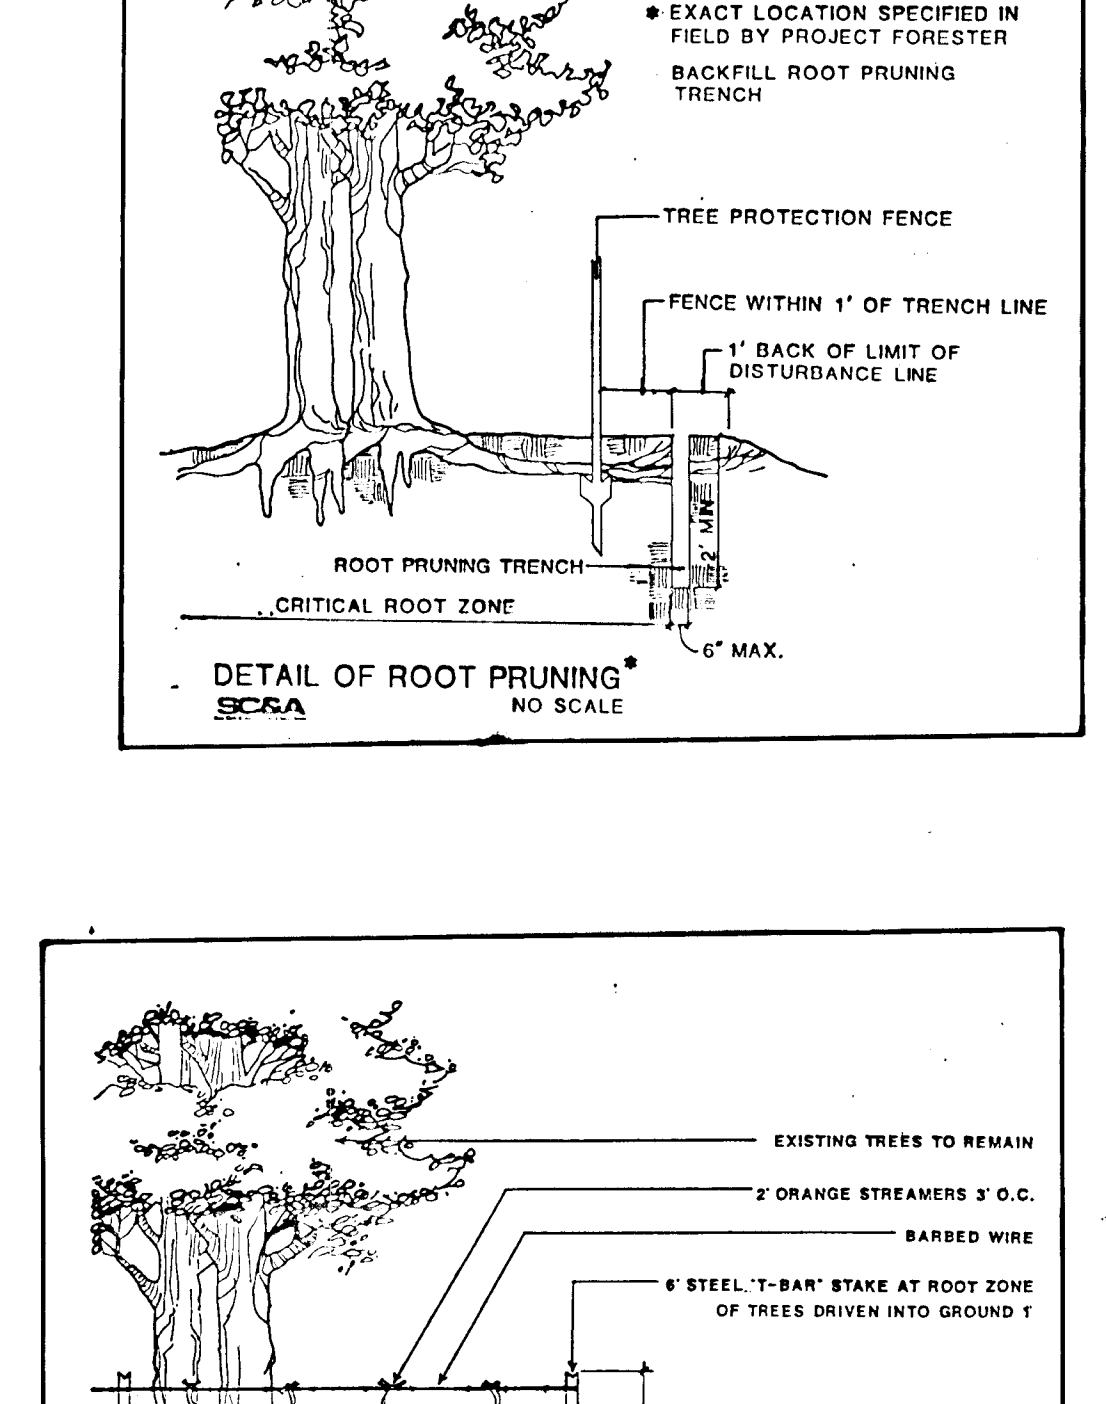 * EXACT LOCATION SPECIFIED IN
FIELD BY PROJECT FORESTER
BACKFILL ROOT PRUNING
TRENCH
TREE PROTECTION FENCE
FENCE WITHIN 1' OF TRENCH LINE
1' BACK OF LIMIT OF
DISTURBANCE LINE
2' MIN
ROOT PRUNING TRENCH
CRITICAL ROOT ZONE
6" MAX.
DETAIL OF ROOT PRUNING*
SC&A
NO SCALE
EXISTING TREES TO REMAIN
2' ORANGE STREAMERS 3' O.C.
BARBED WIRE
6' STEEL "T-BAR" STAKE AT ROOT ZONE
OF TREES DRIVEN INTO GROUND 1'